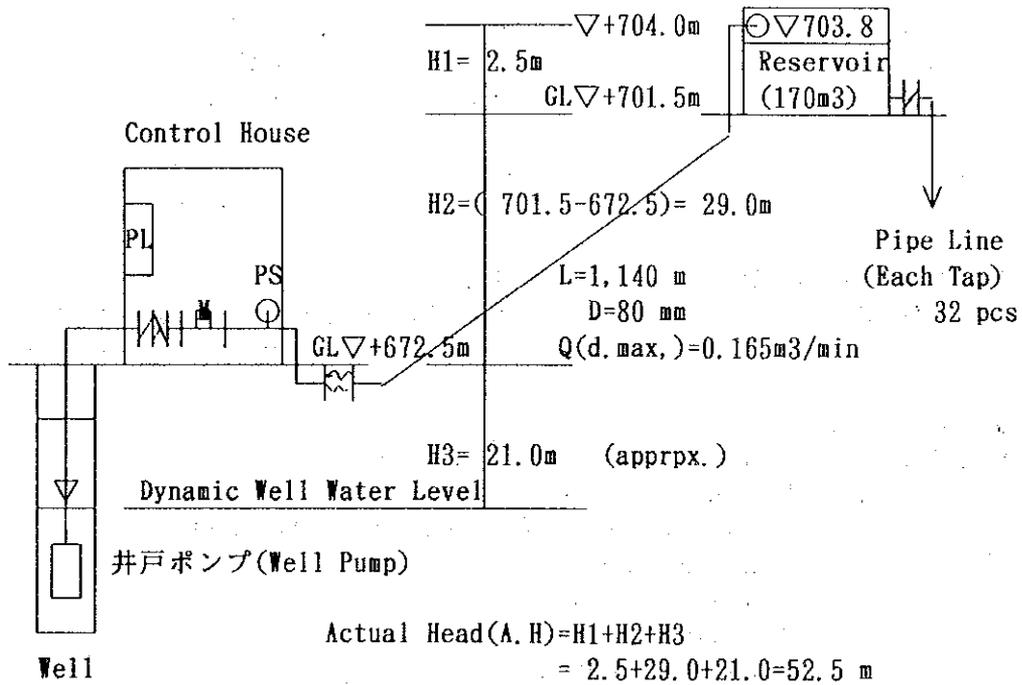 ▽+704.0m
▽703.8
H1= 2.5m
Reservoir
(170m3)
GL▽+701.5m
Control House
H2=( 701.5-672.5)= 29.0m
PL
Pipe Line
(Each Tap)
32 pcs
PS
L=1,140 m
D=80 mm
M
GL▽+672.5m
Q(d.max,)=0.165m3/min
H3= 21.0m (apprpx.)
Dynamic Well Water Level
井戸ポンプ(Well Pump)
Actual Head(A.H)=H1+H2+H3
= 2.5+29.0+21.0=52.5 m
Well